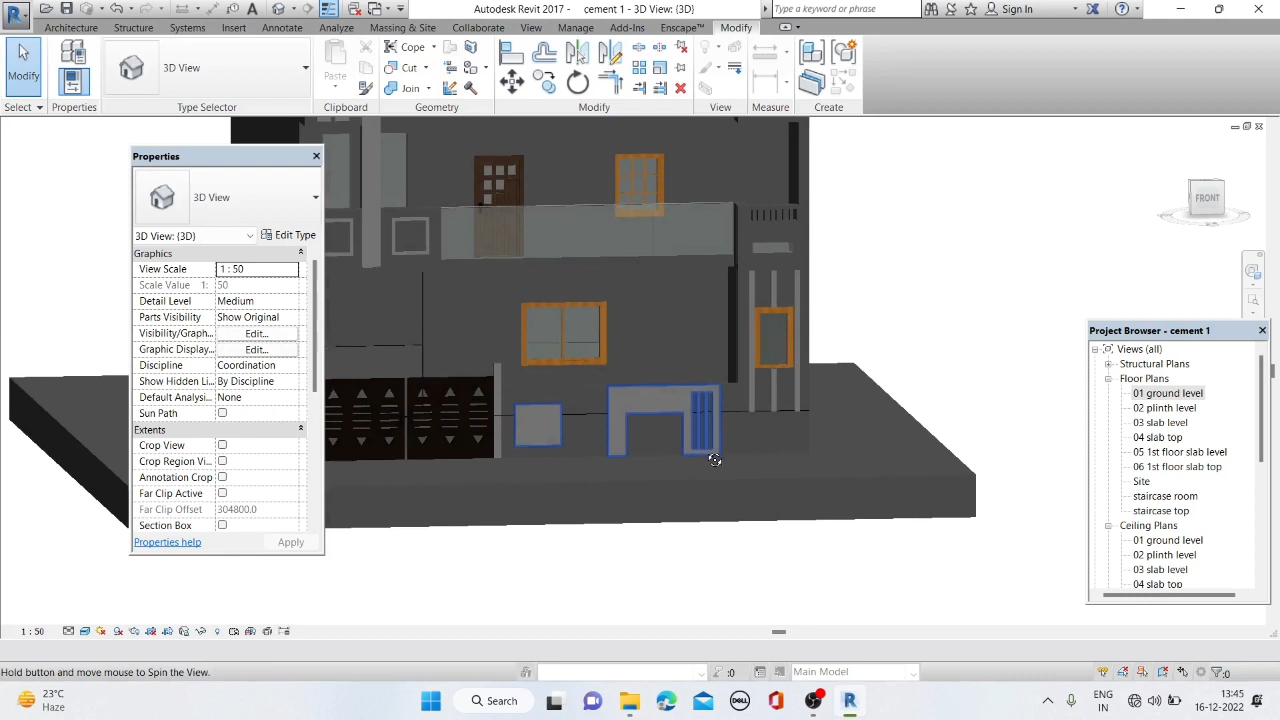 Autodesk Revit 2017 - cement 1 - 3D View: {3D}
Type a keyword or phrase
Sign In
Architecture Structure Systems Insert Annotate Analyze Massing & Site Collaborate View Manage Add-Ins Enscape™ Modify
Modify
Properties
Paste
Cope
Cut
Join
3D View
Select
Properties
Type Selector
Clipboard
Geometry
Modify
View
Measure
Create
Properties
3D View
3D View: {3D}
Edit Type
Graphics
View Scale 1 : 50
Scale Value 1: 50
Detail Level Medium
Parts Visibility Show Original
Visibility/Graph... Edit...
Graphic Display... Edit...
Discipline Coordination
Show Hidden Li... By Discipline
Default Analysi... None
Sun Path
Extents
Crop View
Crop Region Vi...
Annotation Crop
Far Clip Active
Far Clip Offset 304800.0
Section Box
Properties help
Apply
FRONT
Project Browser - cement 1
Views (all)
Structural Plans
Floor Plans
01 ground level
02 plinth level
03 slab level
04 slab top
05 1st floor slab level
06 1st floor slab top
Site
staircase room
staircase top
Ceiling Plans
01 ground level
02 plinth level
03 slab level
04 slab top
1 : 50
Hold button and move mouse to Spin the View.
:0
Main Model
:0
23°C
Haze
Search
ENG
IN
13:45
16-12-2022